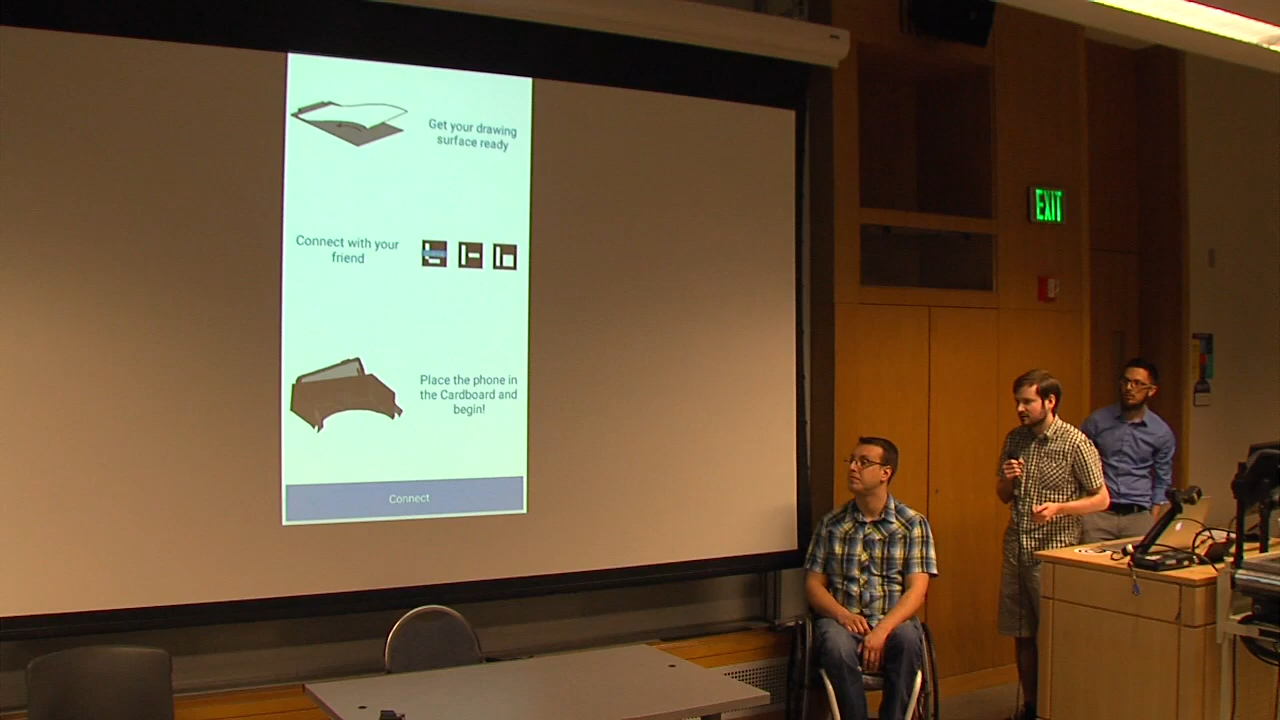 Get your drawing
surface ready
Connect with your
friend
Place the phone in
the Cardboard and
begin!
Connect
EXIT